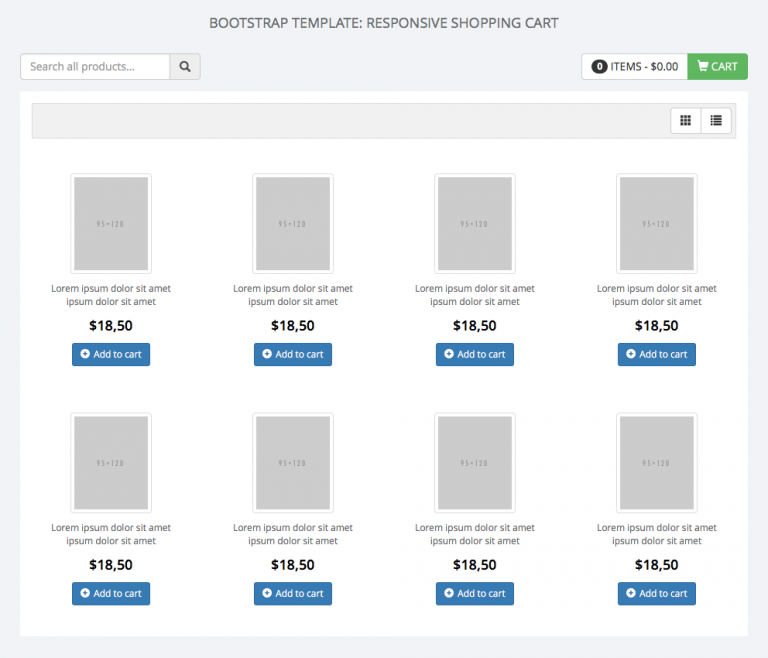 BOOTSTRAP TEMPLATE: RESPONSIVE SHOPPING CART
Search all products...
0 ITEMS - $0.00 CART
95×120 95×120 95×120 95×120
Lorem ipsum dolor sit amet Lorem ipsum dolor sit amet Lorem ipsum dolor sit amet Lorem ipsum dolor sit amet
ipsum dolor sit amet ipsum dolor sit amet ipsum dolor sit amet ipsum dolor sit amet
$18,50 $18,50 $18,50 $18,50
Add to cart Add to cart Add to cart Add to cart
95×120 95×120 95×120 95×120
Lorem ipsum dolor sit amet Lorem ipsum dolor sit amet Lorem ipsum dolor sit amet Lorem ipsum dolor sit amet
ipsum dolor sit amet ipsum dolor sit amet ipsum dolor sit amet ipsum dolor sit amet
$18,50 $18,50 $18,50 $18,50
Add to cart Add to cart Add to cart Add to cart